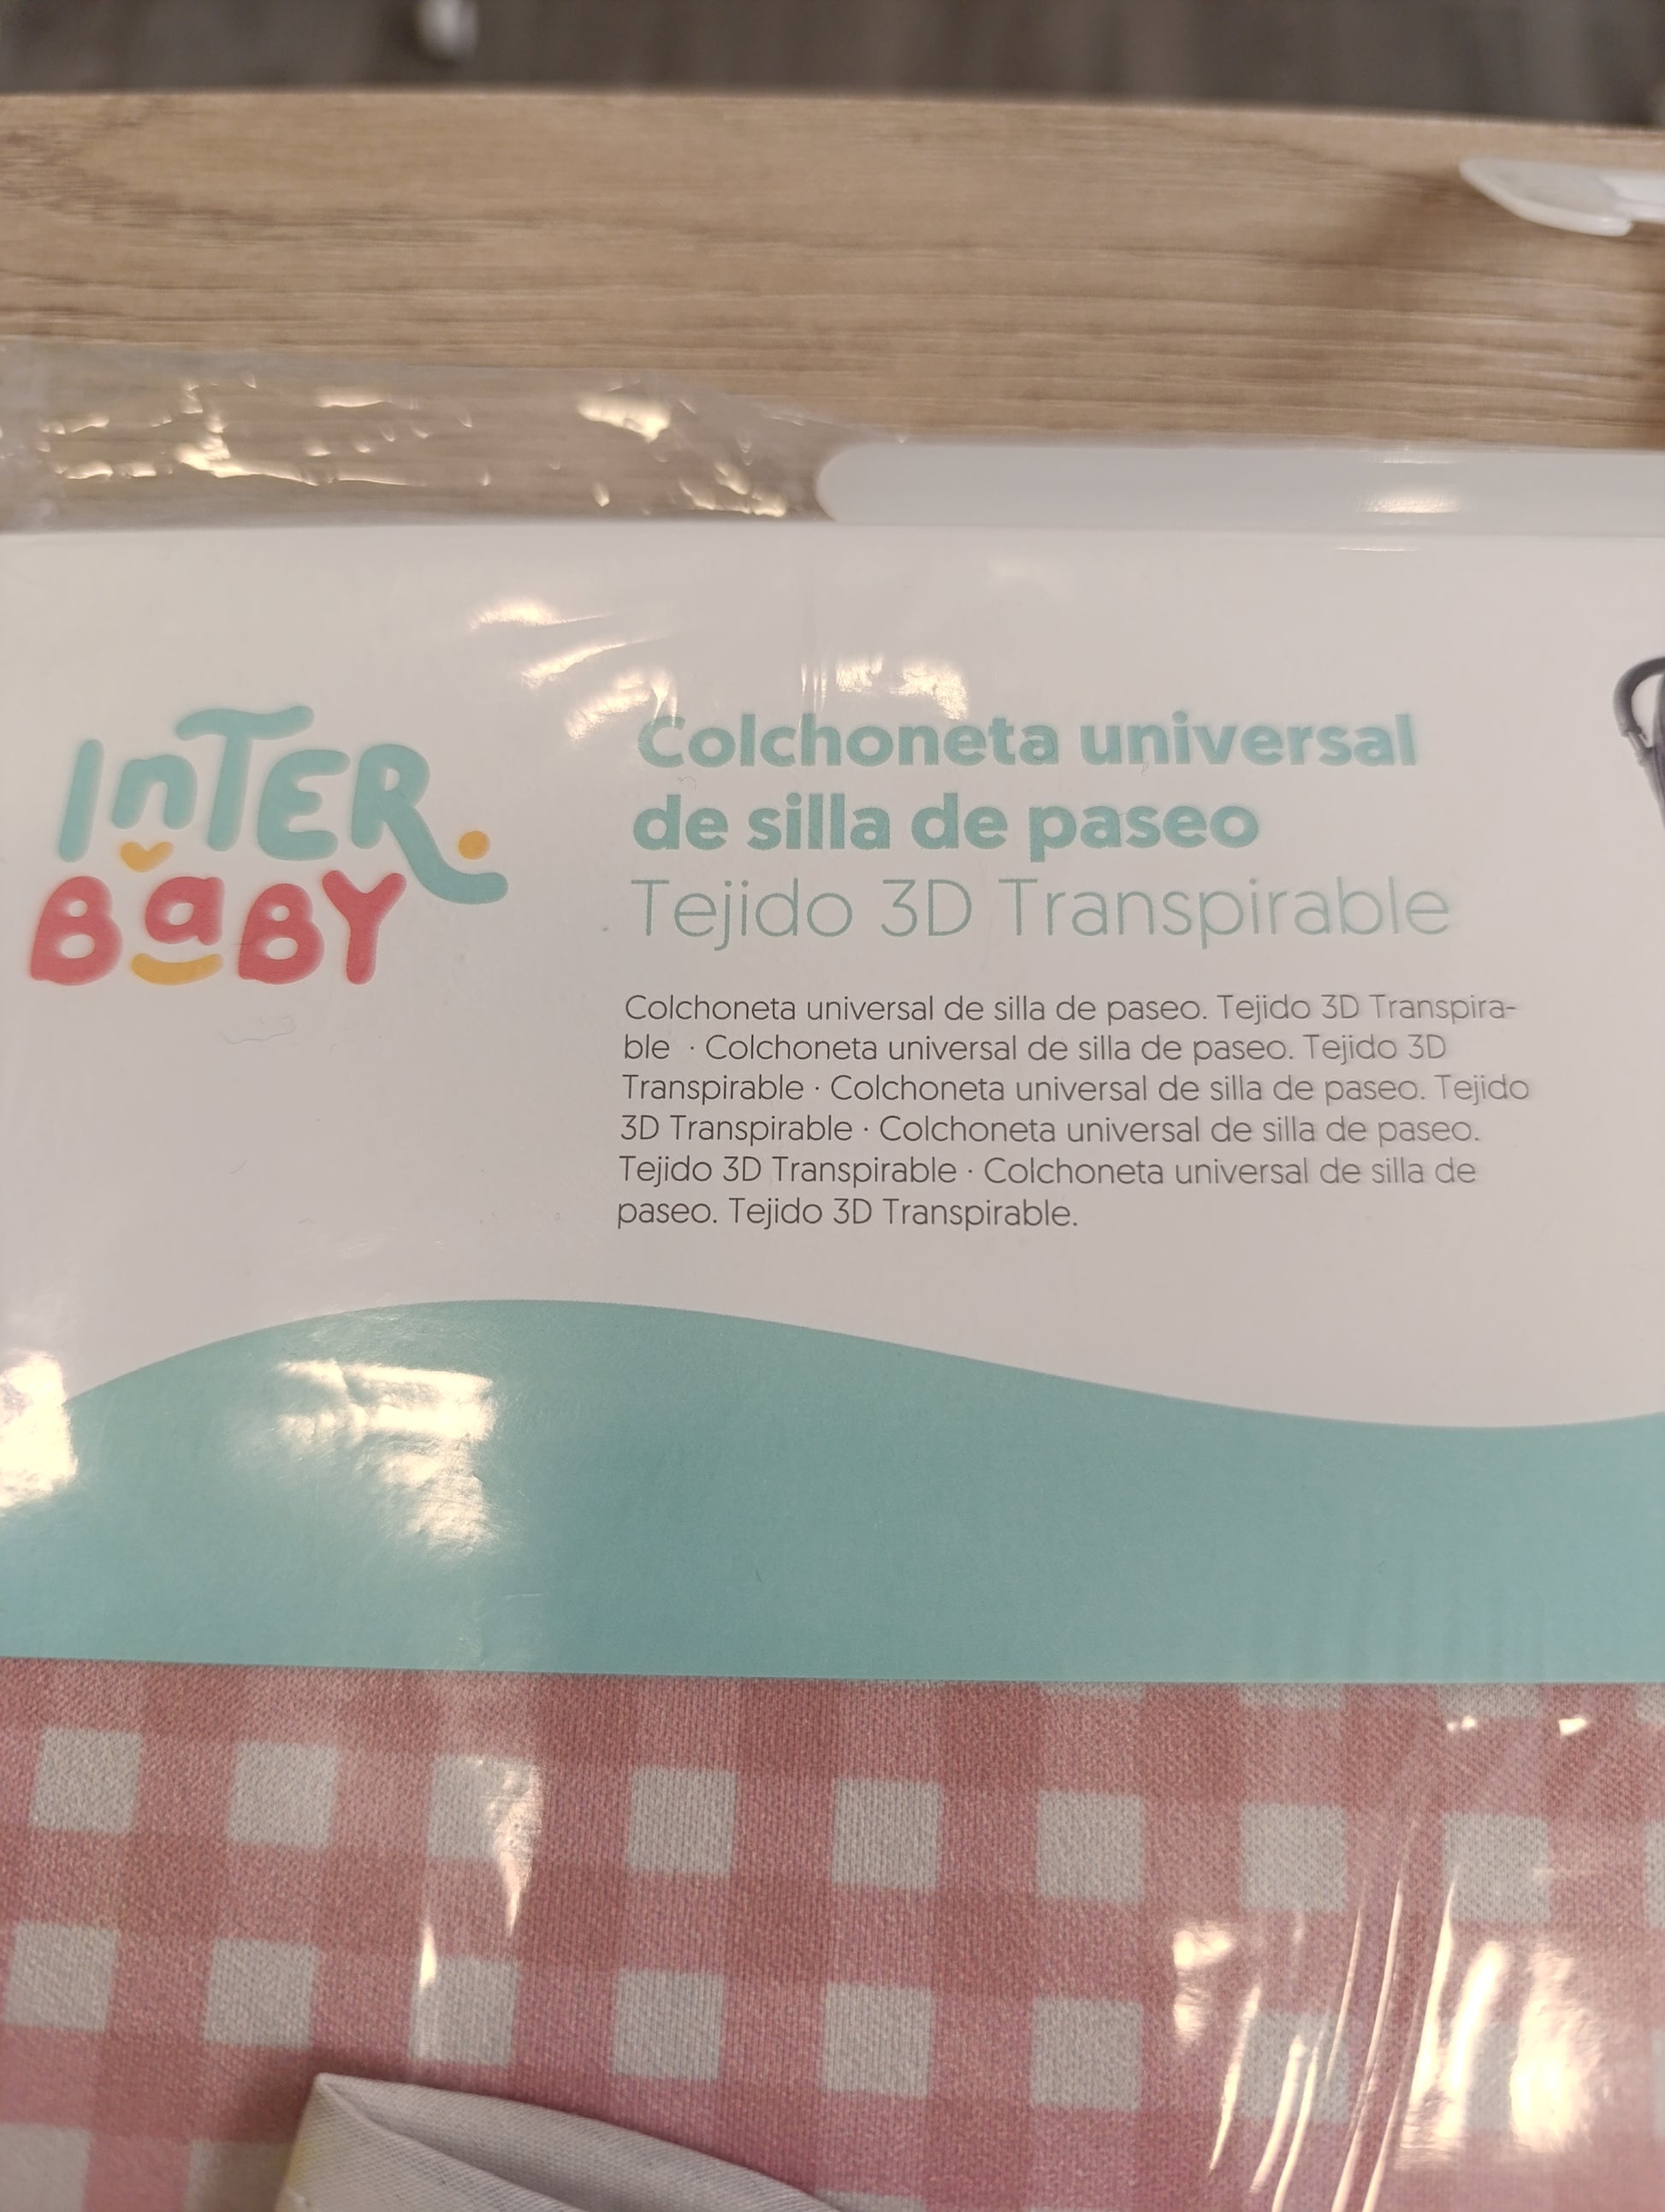 InTER.
BaBY
Colchoneta universal
de silla de paseo
Tejido 3D Transpirable
Colchoneta universal de silla de paseo. Tejido 3D Transpira-
ble · Colchoneta universal de silla de paseo. Tejido 3D
Transpirable · Colchoneta universal de silla de paseo. Tejido
3D Transpirable · Colchoneta universal de silla de paseo.
Tejido 3D Transpirable · Colchoneta universal de silla de
paseo. Tejido 3D Transpirable.